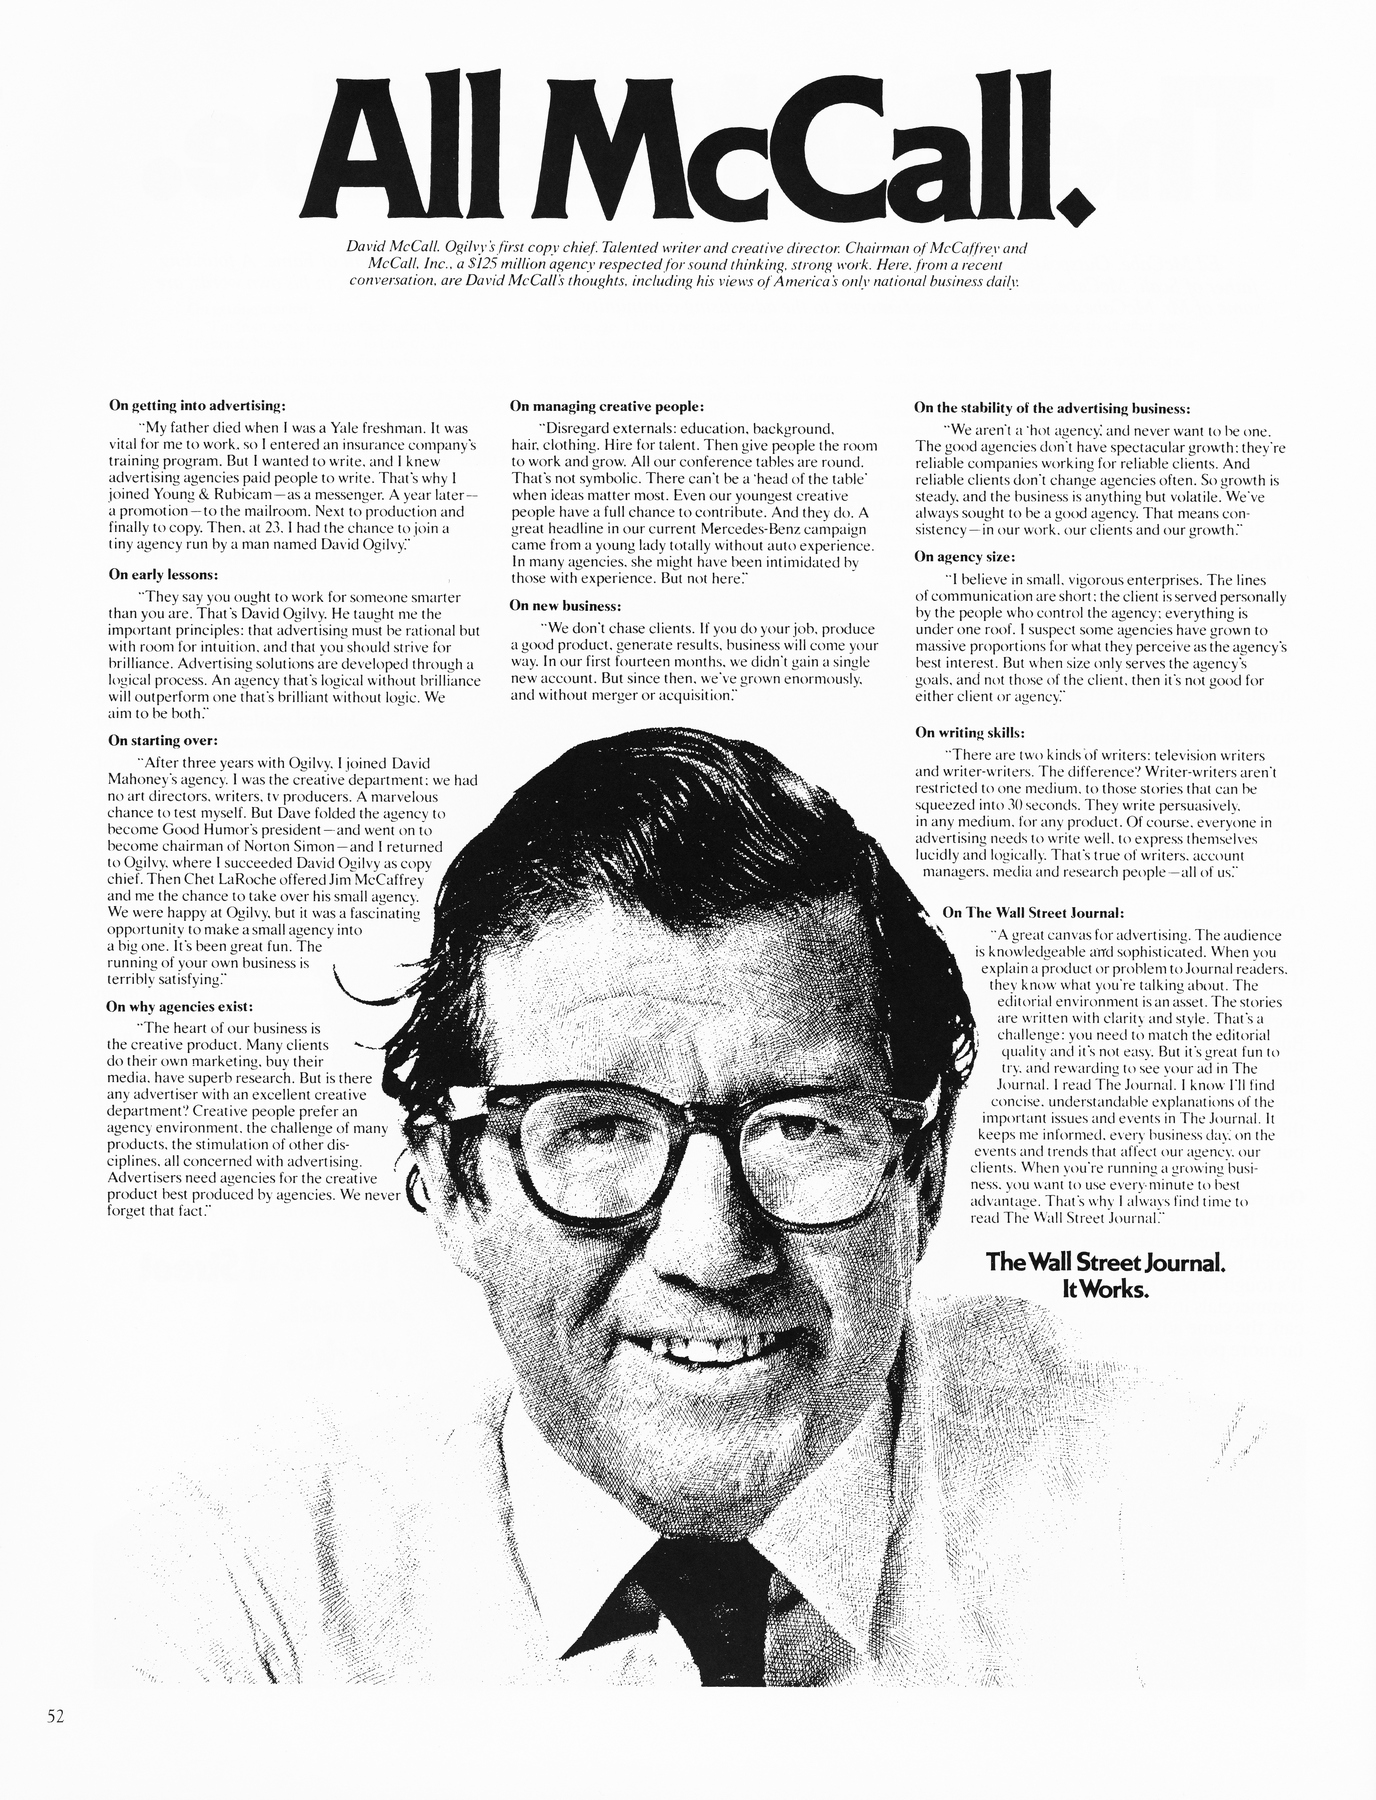 All McCall.
David McCall. Ogilvy's first copy chief. Talented writer and creative director. Chairman of McCaffrey and
McCall, Inc., a $125 million agency respected for sound thinking, strong work. Here, from a recent
conversation, are David McCall's thoughts, including his views of America's only national business daily.
On getting into advertising:
"My father died when I was a Yale freshman. It was
vital for me to work, so I entered an insurance company's
training program. But I wanted to write, and I knew
advertising agencies paid people to write. That's why I
joined Young & Rubicam—as a messenger. A year later—
a promotion—to the mailroom. Next to production and
finally to copy. Then, at 23, I had the chance to join a
tiny agency run by a man named David Ogilvy."
On early lessons:
"They say you ought to work for someone smarter
than you are. That's David Ogilvy. He taught me the
important principles: that advertising must be rational but
with room for intuition, and that you should strive for
brilliance. Advertising solutions are developed through a
logical process. An agency that's logical without brilliance
will outperform one that's brilliant without logic. We
aim to be both."
On starting over:
"After three years with Ogilvy, I joined David
Mahoney's agency. I was the creative department: we had
no art directors, writers, tv producers. A marvelous
chance to test myself. But Dave folded the agency to
become Good Humor's president—and went on to
become chairman of Norton Simon—and I returned
to Ogilvy, where I succeeded David Ogilvy as copy
chief. Then Chet LaRoche offered Jim McCaffrey
and me the chance to take over his small agency.
We were happy at Ogilvy, but it was a fascinating
opportunity to make a small agency into
a big one. It's been great fun. The
running of your own business is
terribly satisfying."
On why agencies exist:
"The heart of our business is
the creative product. Many clients
do their own marketing, buy their
media, have superb research. But is there
any advertiser with an excellent creative
department? Creative people prefer an
agency environment, the challenge of many
products, the stimulation of other dis-
ciplines, all concerned with advertising.
Advertisers need agencies for the creative
product best produced by agencies. We never
forget that fact."
On managing creative people:
"Disregard externals: education, background,
hair, clothing. Hire for talent. Then give people the room
to work and grow. All our conference tables are round.
That's not symbolic. There can't be a 'head of the table'
when ideas matter most. Even our youngest creative
people have a full chance to contribute. And they do. A
great headline in our current Mercedes-Benz campaign
came from a young lady totally without auto experience.
In many agencies, she might have been intimidated by
those with experience. But not here."
On new business:
"We don't chase clients. If you do your job, produce
a good product, generate results, business will come your
way. In our first fourteen months, we didn't gain a single
new account. But since then, we've grown enormously,
and without merger or acquisition."
On the stability of the advertising business:
"We aren't a 'hot agency,' and never want to be one.
The good agencies don't have spectacular growth: they're
reliable companies working for reliable clients. And
reliable clients don't change agencies often. So growth is
steady, and the business is anything but volatile. We've
always sought to be a good agency. That means con-
sistency—in our work, our clients and our growth."
On agency size:
"I believe in small, vigorous enterprises. The lines
of communication are short; the client is served personally
by the people who control the agency; everything is
under one roof. I suspect some agencies have grown to
massive proportions for what they perceive as the agency's
best interest. But when size only serves the agency's
goals, and not those of the client, then it's not good for
either client or agency."
On writing skills:
"There are two kinds of writers: television writers
and writer-writers. The difference? Writer-writers aren't
restricted to one medium, to those stories that can be
squeezed into 30 seconds. They write persuasively,
in any medium, for any product. Of course, everyone in
advertising needs to write well, to express themselves
lucidly and logically. That's true of writers, account
managers, media and research people—all of us."
On The Wall Street Journal:
"A great canvas for advertising. The audience
is knowledgeable and sophisticated. When you
explain a product or problem to Journal readers,
they know what you're talking about. The
editorial environment is an asset. The stories
are written with clarity and style. That's a
challenge: you need to match the editorial
quality and it's not easy. But it's great fun to
try, and rewarding to see your ad in The
Journal. I read The Journal. I know I'll find
concise, understandable explanations of the
important issues and events in The Journal. It
keeps me informed, every business day, on the
events and trends that affect our agency, our
clients. When you're running a growing busi-
ness, you want to use every minute to best
advantage. That's why I always find time to
read The Wall Street Journal."
The Wall Street Journal.
It Works.
52